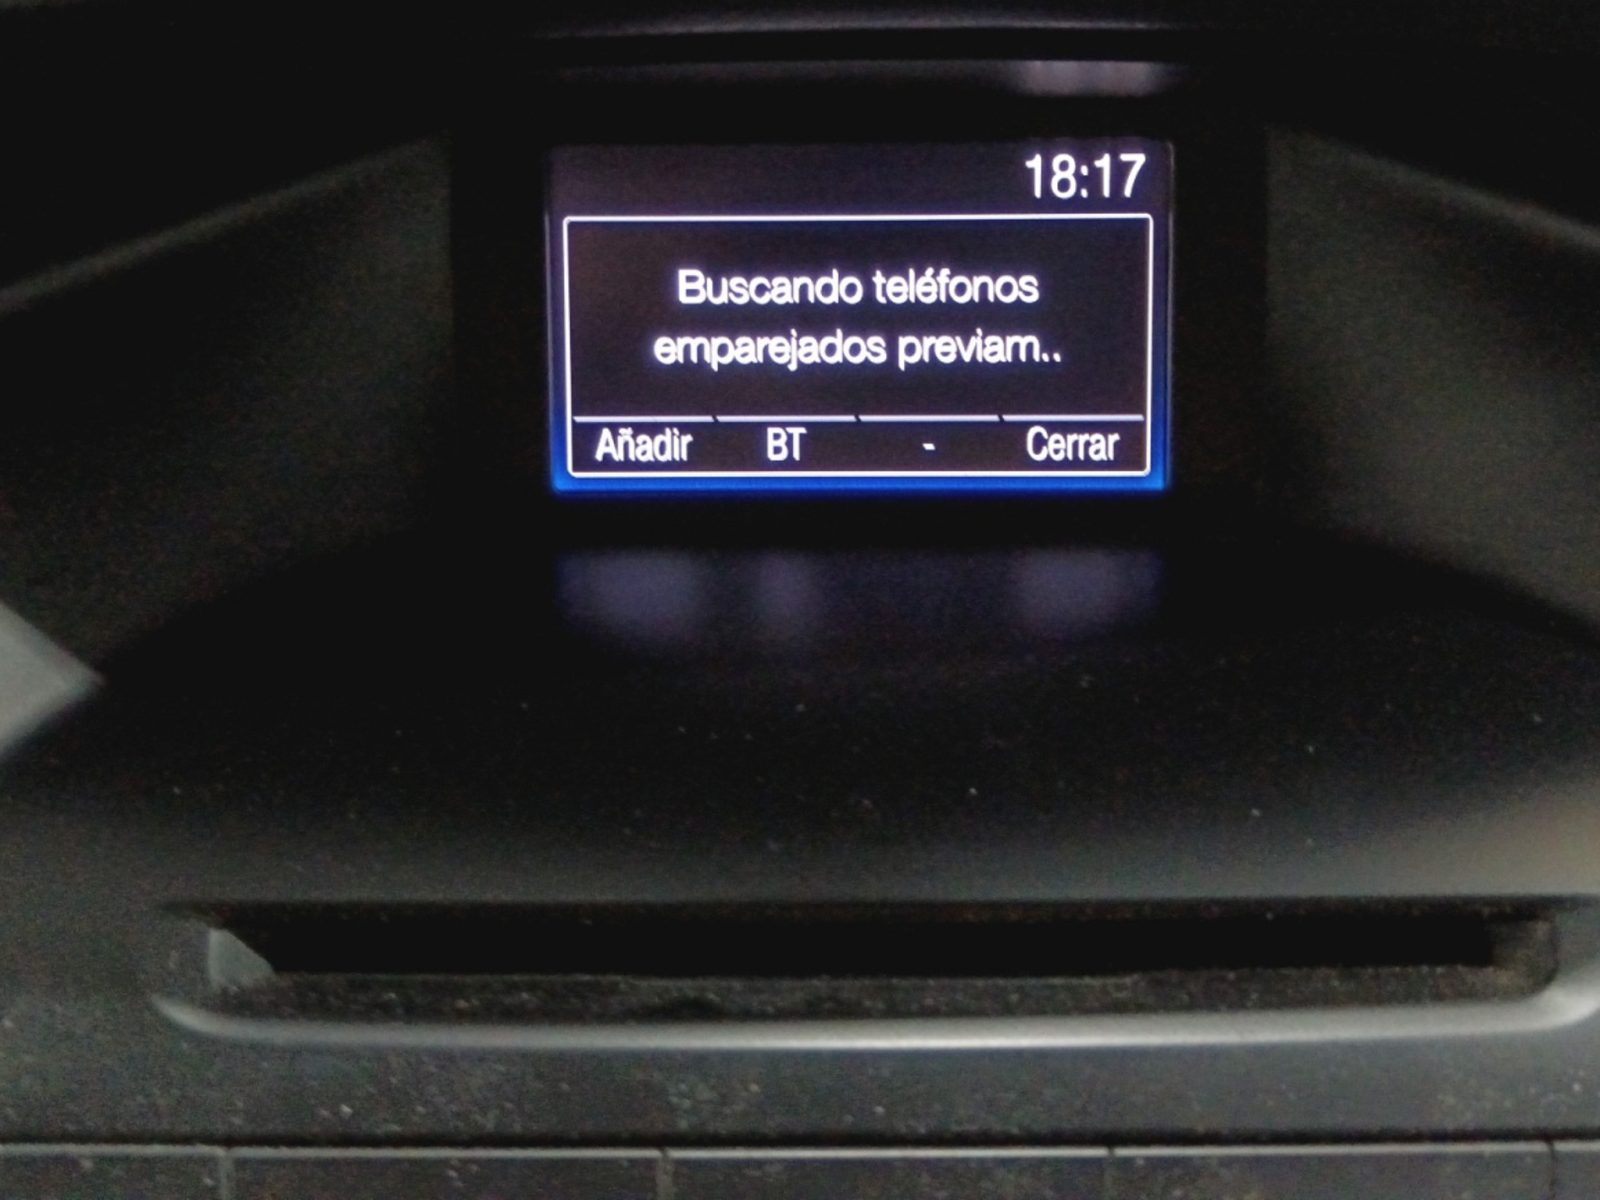 18:17
Buscando teléfonos
emparejados previam..
Añadir BT - Cerrar